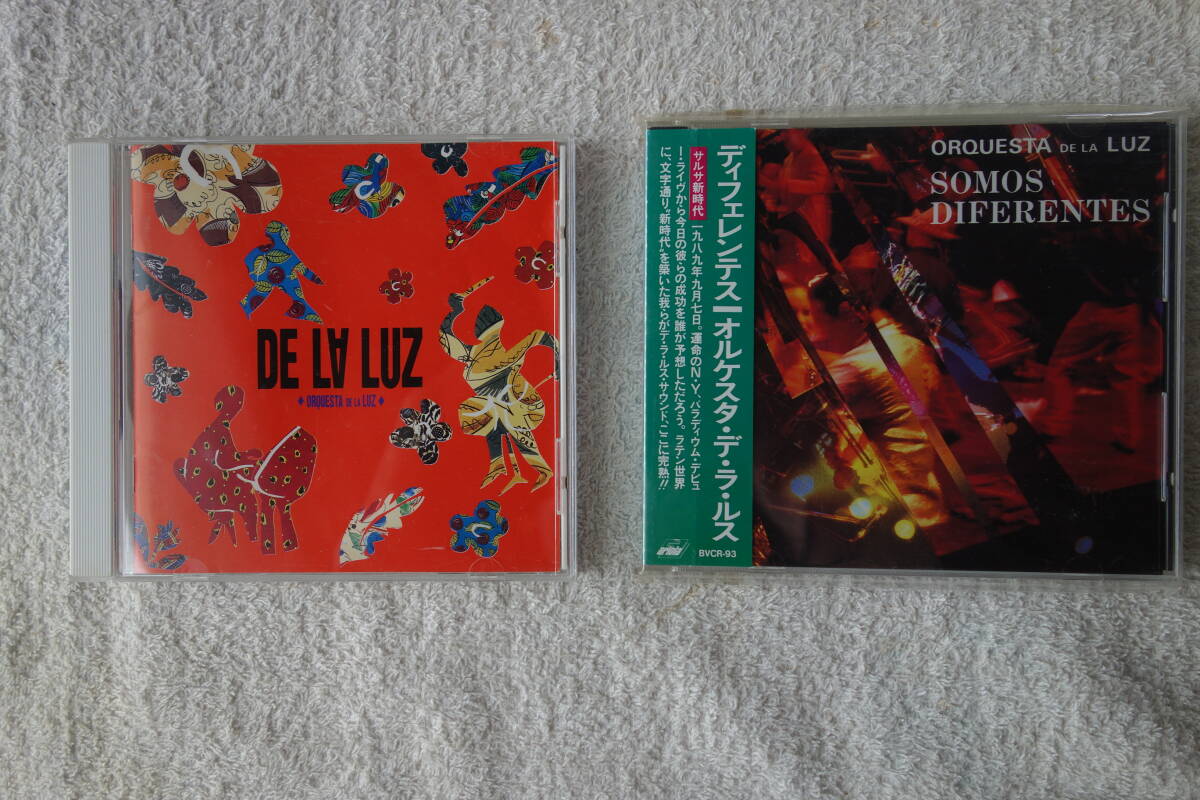 DE LA LUZ
ORQUESTA DE LA LUZ
ディフェレンテス|オルケスタ・デ・ラ・ルス
サルサ新時代
一九八九年九月七日。運命のN・Y、パラディウム・デビュ
ー・ライヴから今日の彼らの成功を誰が予想しただろう。ラテン世界
に、文字通り“新時代”を築いた我らがデ・ラ・ルス・サウンド、ここに完熟!!
BVCR-93
ORQUESTA DE LA LUZ
SOMOS
DIFERENTES